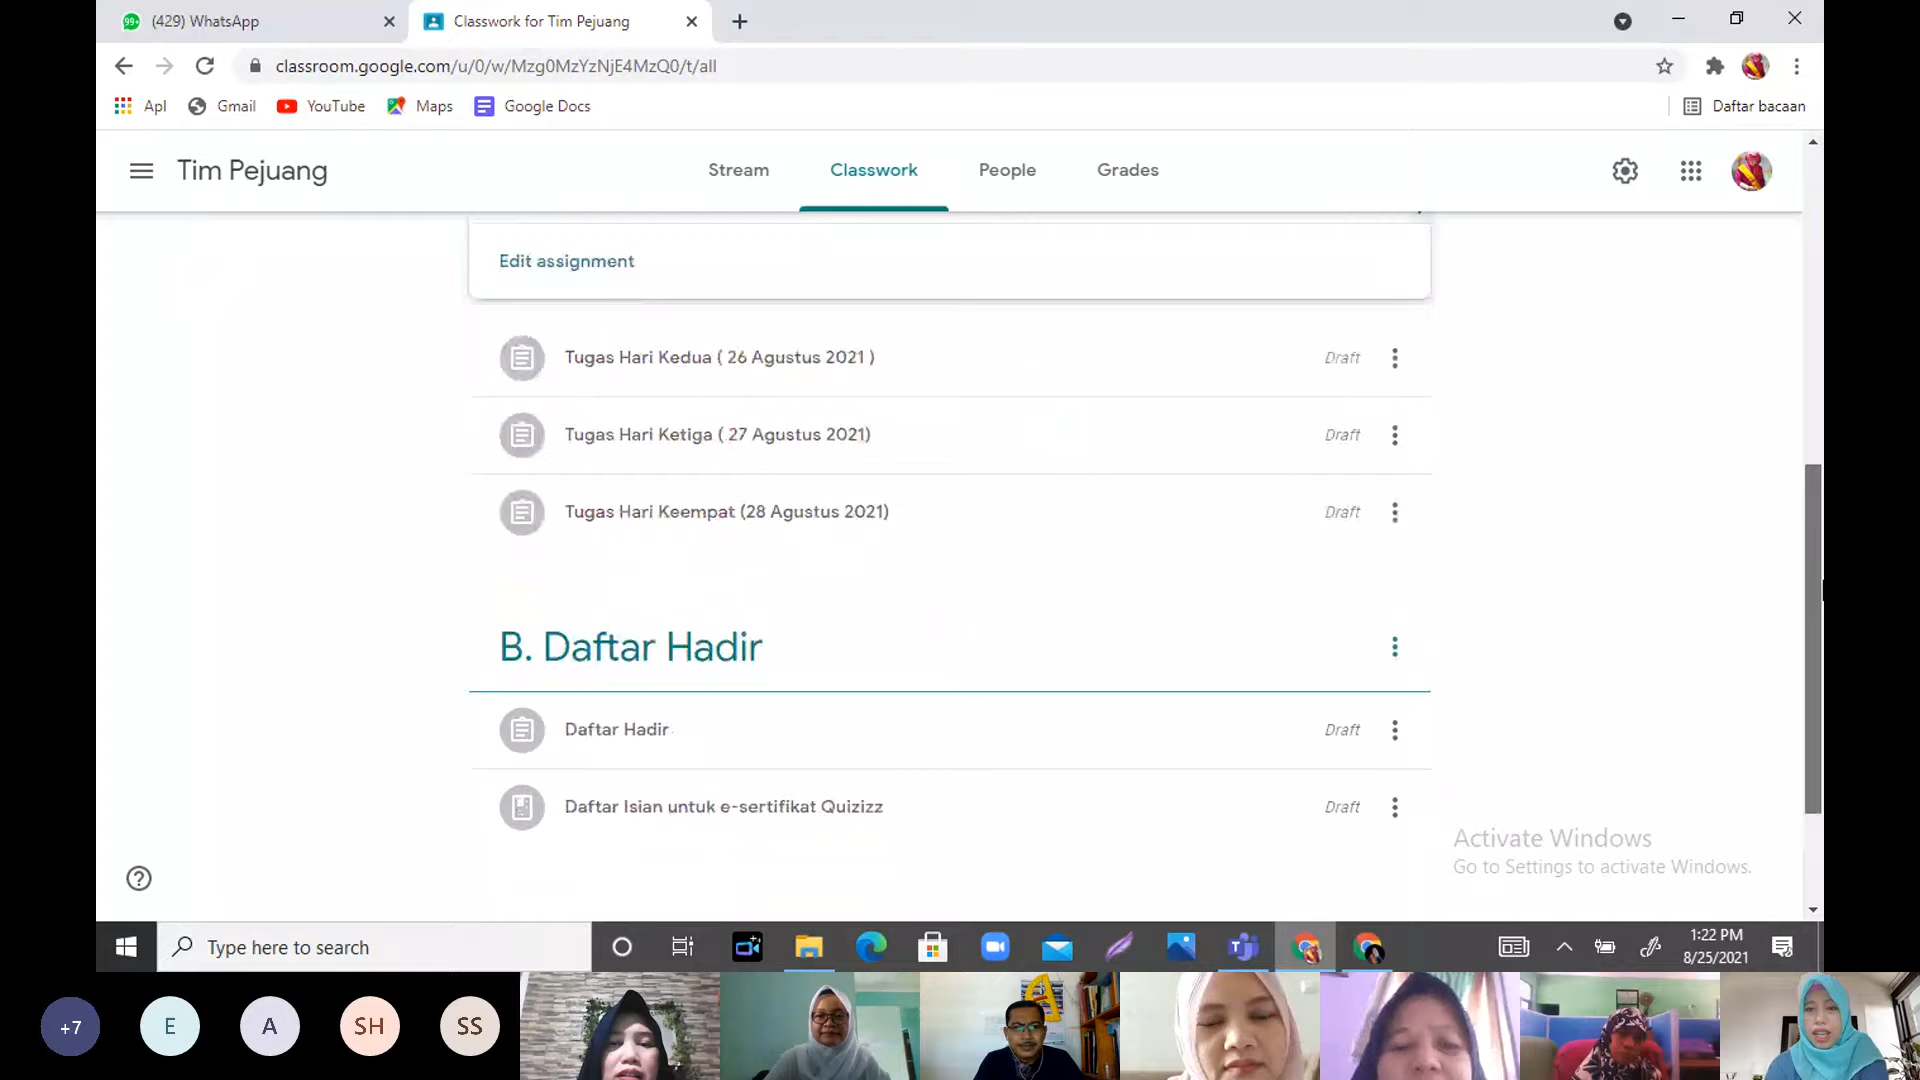 (429) WhatsApp
Classwork for Tim Pejuang
classroom.google.com/u/0/w/Mzg0MzYzNjE4MzQ0/t/all
Apl
Gmail
YouTube
Maps
Google Docs
Daftar bacaan
Tim Pejuang
Stream
Classwork
People
Grades
Edit assignment
Tugas Hari Kedua ( 26 Agustus 2021 )
Draft
Tugas Hari Ketiga ( 27 Agustus 2021)
Draft
Tugas Hari Keempat (28 Agustus 2021)
Draft
B. Daftar Hadir
Daftar Hadir
Draft
Daftar Isian untuk e-sertifikat Quizizz
Draft
Activate Windows
Go to Settings to activate Windows.
Type here to search
1:22 PM
8/25/2021
+7
E
A
SH
SS